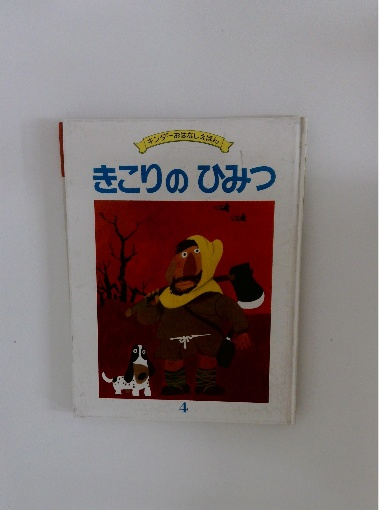 キンダーおはなしえほん
きこりの ひみつ
4